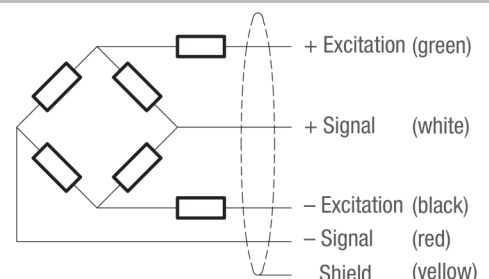 + Excitation (green)
+ Signal (white)
– Excitation (black)
– Signal (red)
Shield (yellow)